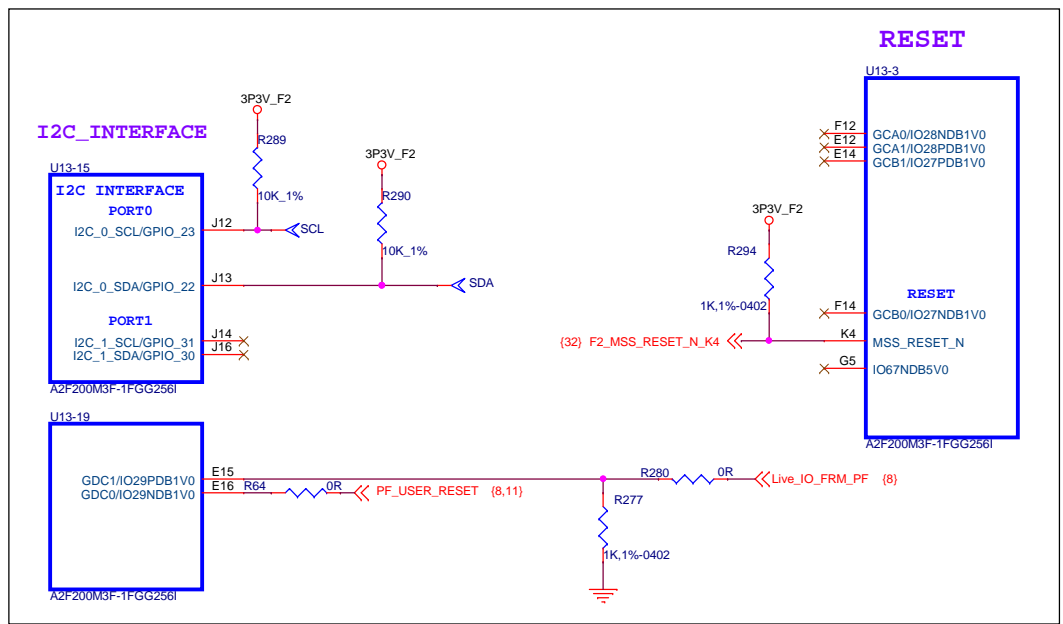 RESET
U13-3
3P3V_F2
F12
GCA0/IO28NDB1V0
I2C_INTERFACE
R289
E12
GCA1/IO28PDB1V0
E14
GCB1/IO27PDB1V0
3P3V_F2
U13-15
I2C INTERFACE
10K_1%
R290
PORT0
J12
I2C_0_SCL/GPIO_23
SCL
3P3V_F2
10K_1%
R294
J13
I2C_0_SDA/GPIO_22
SDA
RESET
1K,1%-0402
F14
GCB0/IO27NDB1V0
PORT1
J14
I2C_1_SCL/GPIO_31
J16
I2C_1_SDA/GPIO_30
{32} F2_MSS_RESET_N_K4
K4
MSS_RESET_N
G5
IO67NDB5V0
A2F200M3F-1FGG256I
U13-19
A2F200M3F-1FGG256I
E15
GDC1/IO29PDB1V0
E16
GDC0/IO29NDB1V0
R64
0R
PF_USER_RESET {8,11}
R280
0R
Live_IO_FRM_PF {8}
R277
1K,1%-0402
A2F200M3F-1FGG256I